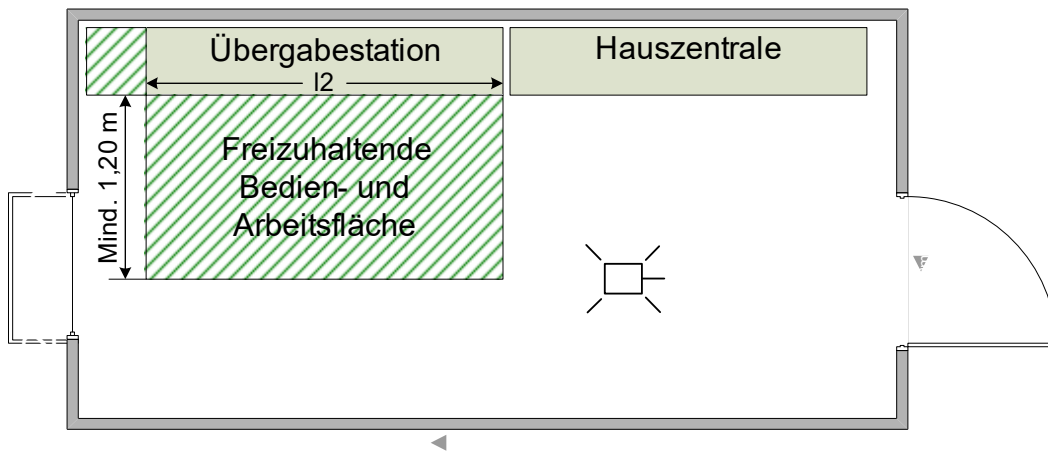 Übergabestation
Hauszentrale
l2
Mind. 1,20 m
Freizuhaltende
Bedien- und
Arbeitsfläche